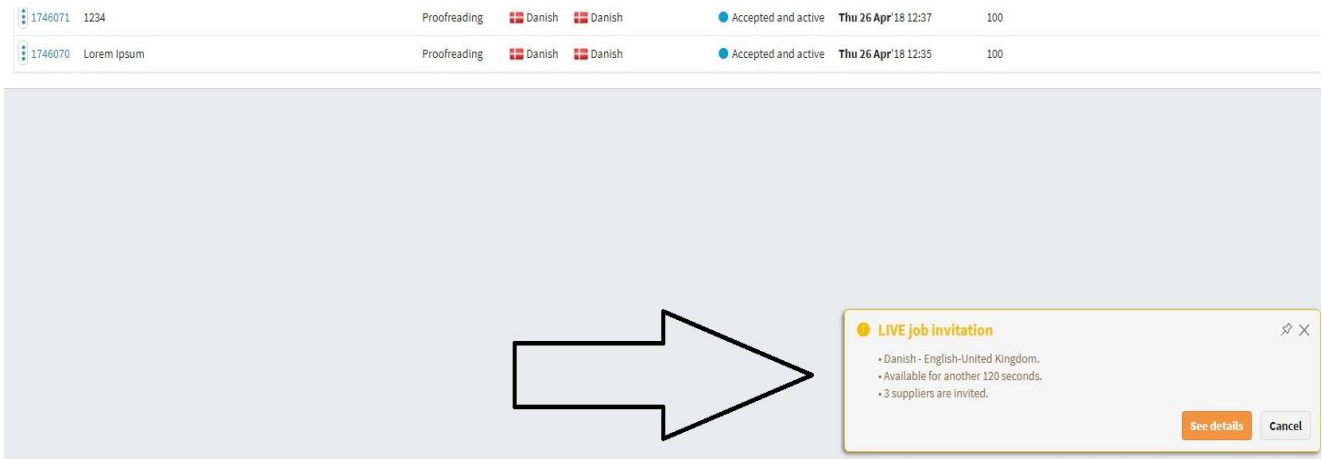 1746071 1234 Proofreading Danish Danish Accepted and active Thu 26 Apr'18 12:37 100
1746070 Lorem Ipsum Proofreading Danish Danish Accepted and active Thu 26 Apr'18 12:35 100
LIVE job invitation
• Danish - English-United Kingdom.
• Available for another 120 seconds.
• 3 suppliers are invited.
See details Cancel